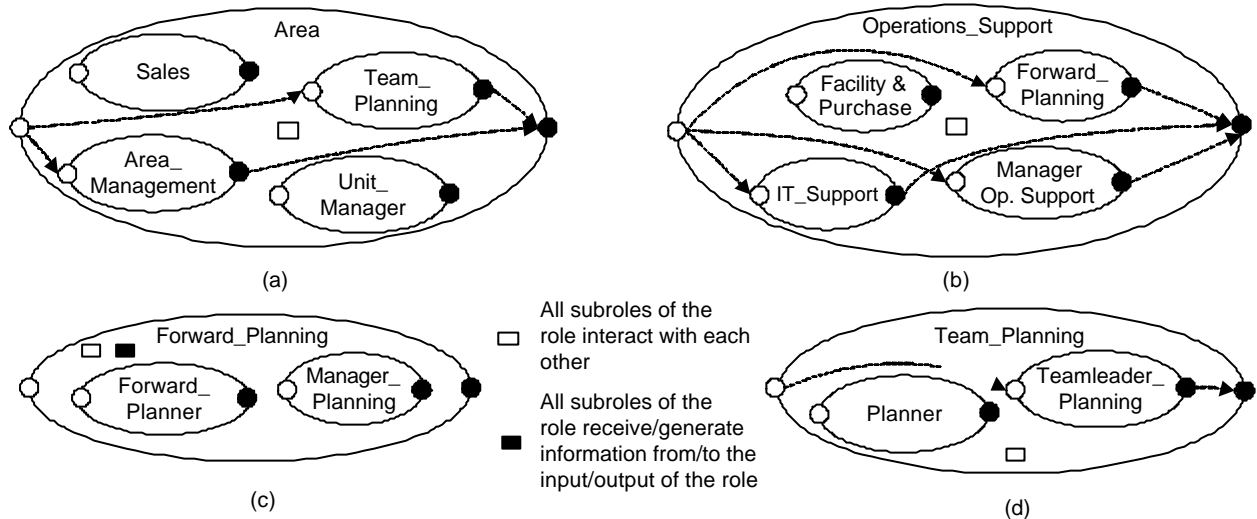 Area
Sales
Team_
Planning
Area_
Management
Unit_
Manager
(a)
Operations_Support
Facility &
Purchase
Forward_
Planning
IT_Support
Manager
Op. Support
(b)
Forward_Planning
Forward_
Planner
Manager_
Planning
(c)
All subroles of the
role interact with each
other
All subroles of the
role receive/generate
information from/to the
input/output of the role
Team_Planning
Planner
Teamleader_
Planning
(d)